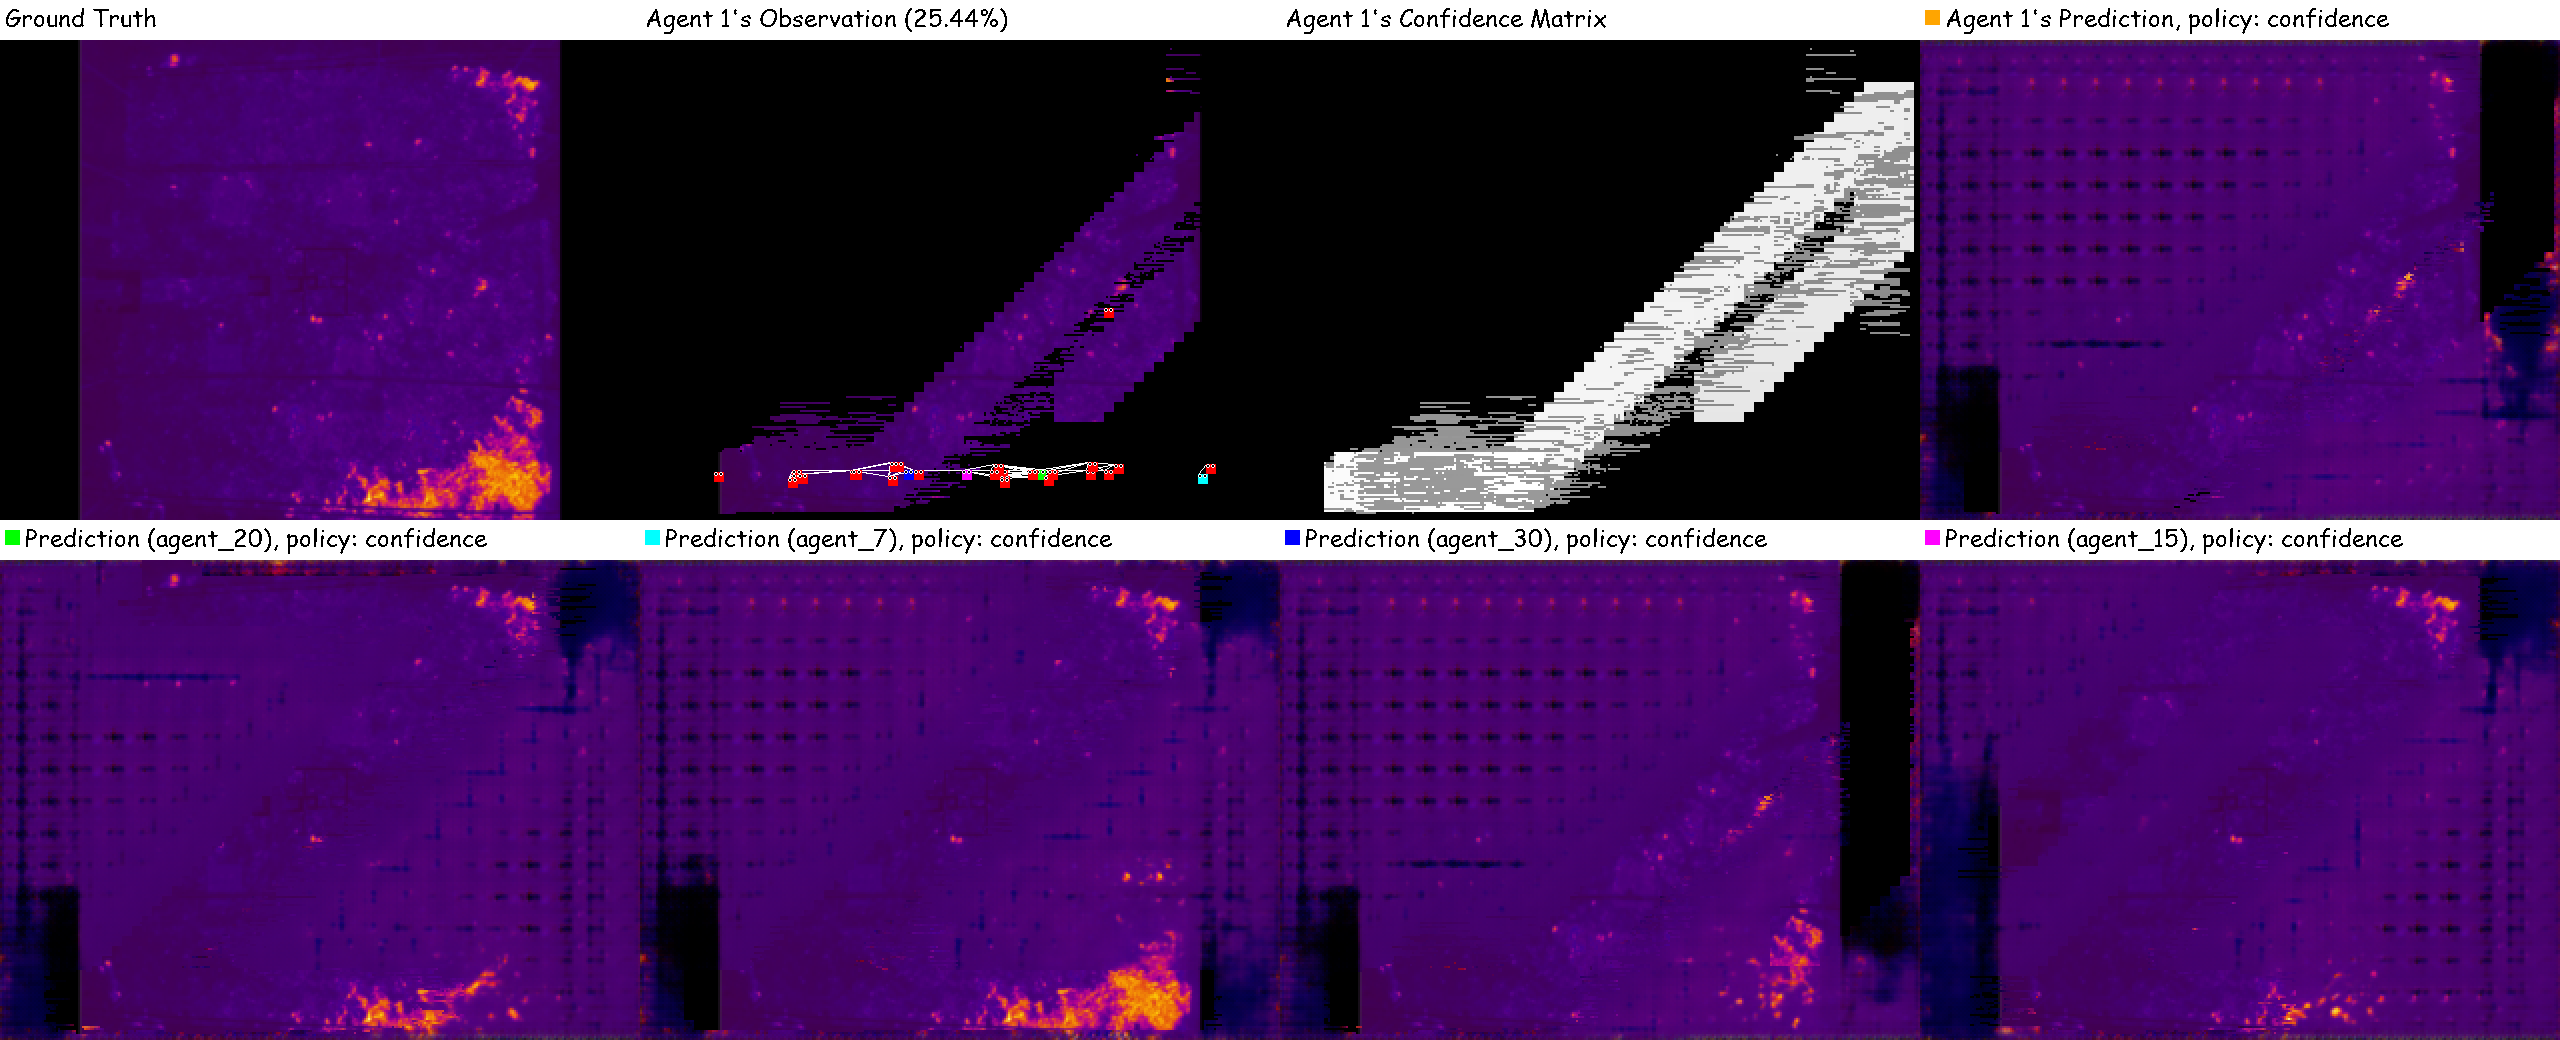 Ground Truth
Agent 1's Observation (25.44%)
Agent 1's Confidence Matrix
Agent 1's Prediction, policy: confidence
Prediction (agent_20), policy: confidence
Prediction (agent_7), policy: confidence
Prediction (agent_30), policy: confidence
Prediction (agent_15), policy: confidence